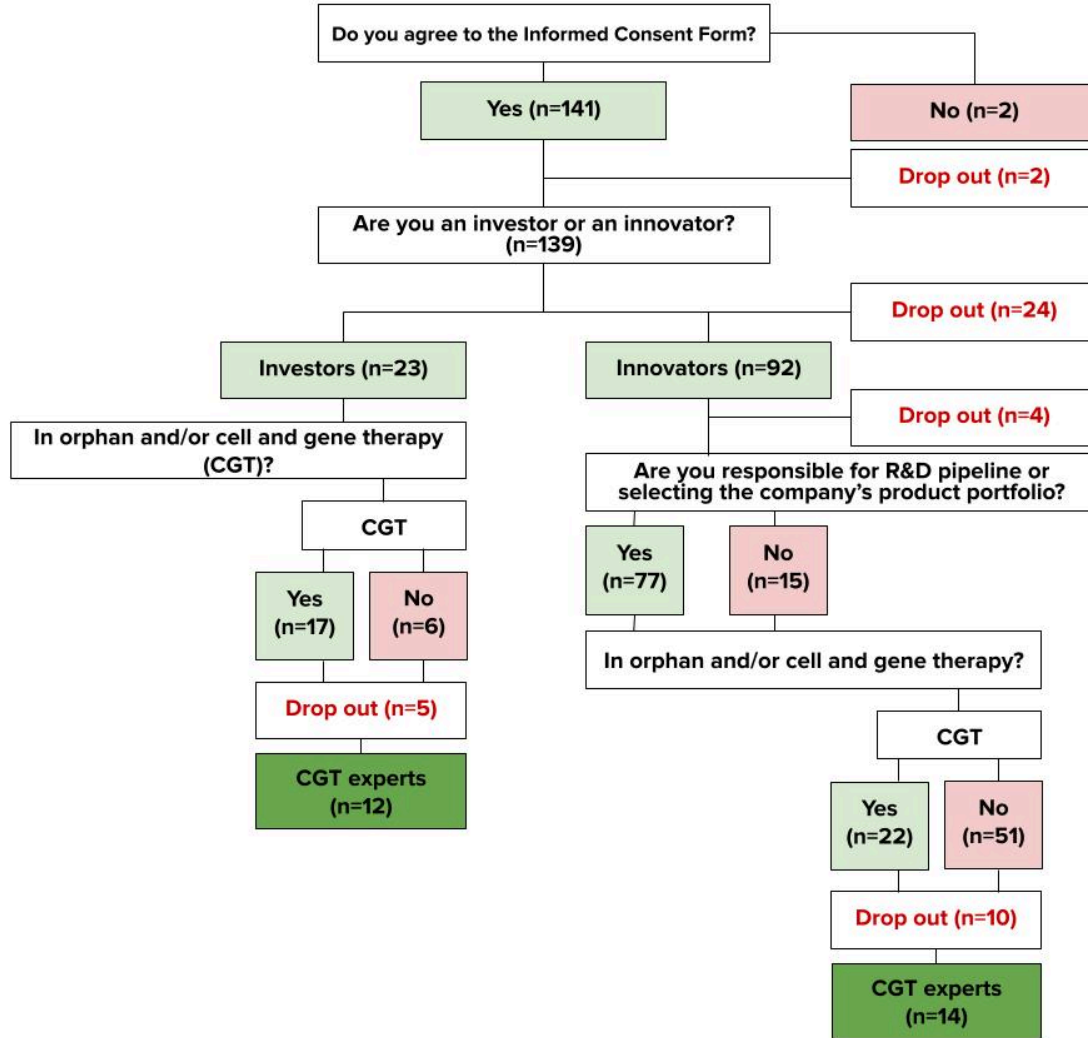 Do you agree to the Informed Consent Form?
Yes (n=141)
No (n=2)
Drop out (n=2)
Are you an investor or an innovator?
(n=139)
Drop out (n=24)
Investors (n=23)
Innovators (n=92)
Drop out (n=4)
In orphan and/or cell and gene therapy
(CGT)?
Are you responsible for R&D pipeline or
selecting the company's product portfolio?
CGT
Yes
(n=17)
No
(n=6)
Yes
(n=77)
No
(n=15)
Drop out (n=5)
In orphan and/or cell and gene therapy?
CGT experts
(n=12)
CGT
Yes
(n=22)
No
(n=51)
Drop out (n=10)
CGT experts
(n=14)